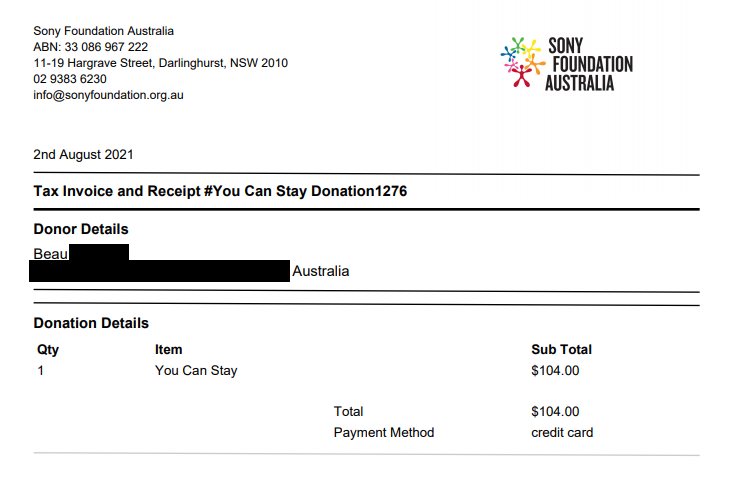 Sony Foundation Australia
ABN: 33 086 967 222
11-19 Hargrave Street, Darlinghurst, NSW 2010
02 9383 6230
info@sonyfoundation.org.au
SONY
FOUNDATION
AUSTRALIA
2nd August 2021
Tax Invoice and Receipt #You Can Stay Donation1276
Donor Details
Beau
Australia
Donation Details
Qty Item Sub Total
1 You Can Stay $104.00
Total $104.00
Payment Method credit card